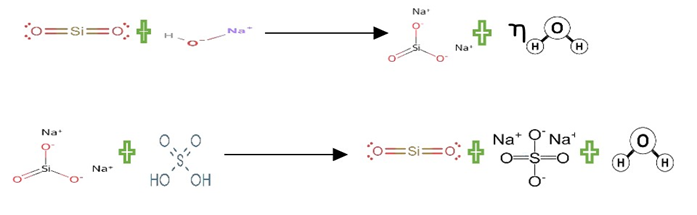 O=Si=O + H O⁻ Na⁺ → Na⁺ O⁻ Si O O⁻ Na⁺ + η H O H
Na⁺ O⁻ Si O O⁻ Na⁺ + O O S HO OH → O=Si=O + Na⁺ O⁻ Na⁺ O=S=O O⁻ + H O H